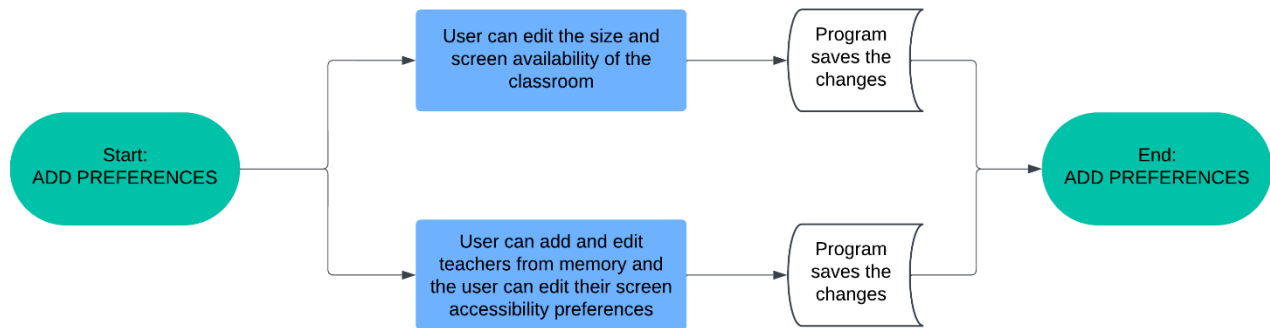 Start:
ADD PREFERENCES
User can edit the size and
screen availability of the
classroom
Program
saves the
changes
User can add and edit
teachers from memory and
the user can edit their screen
accessibility preferences
Program
saves the
changes
End:
ADD PREFERENCES